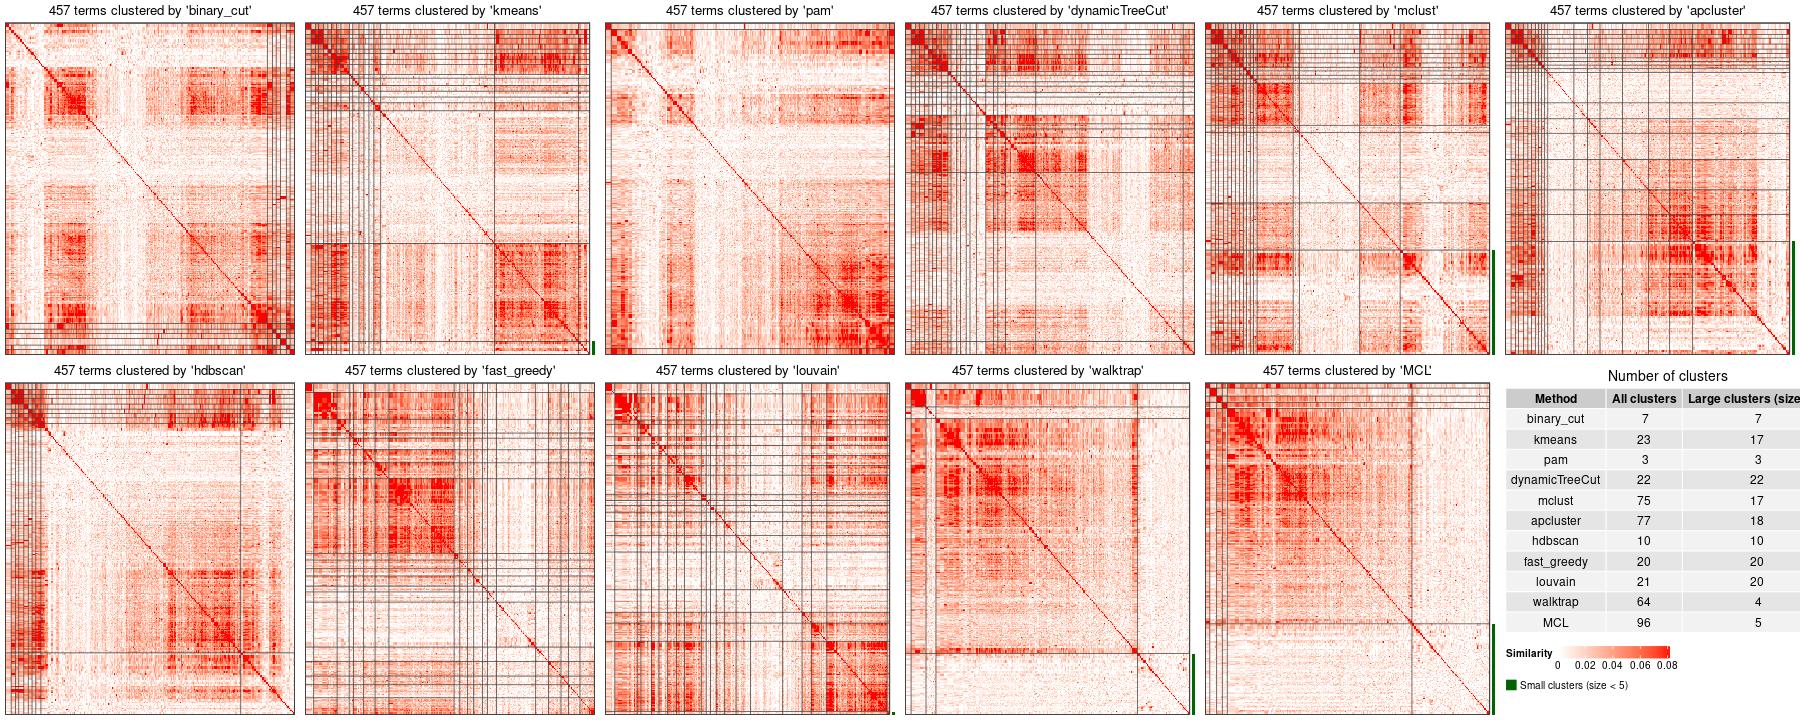 457 terms clustered by 'binary_cut'
457 terms clustered by 'kmeans'
457 terms clustered by 'pam'
457 terms clustered by 'dynamicTreeCut'
457 terms clustered by 'mclust'
457 terms clustered by 'apcluster'
457 terms clustered by 'hdbscan'
457 terms clustered by 'fast_greedy'
457 terms clustered by 'louvain'
457 terms clustered by 'walktrap'
457 terms clustered by 'MCL'
Number of clusters
Method All clusters Large clusters (size
binary_cut 7 7
kmeans 23 17
pam 3 3
dynamicTreeCut 22 22
mclust 75 17
apcluster 77 18
hdbscan 10 10
fast_greedy 20 20
louvain 21 20
walktrap 64 4
MCL 96 5
Similarity
0 0.02 0.04 0.06 0.08
Small clusters (size < 5)